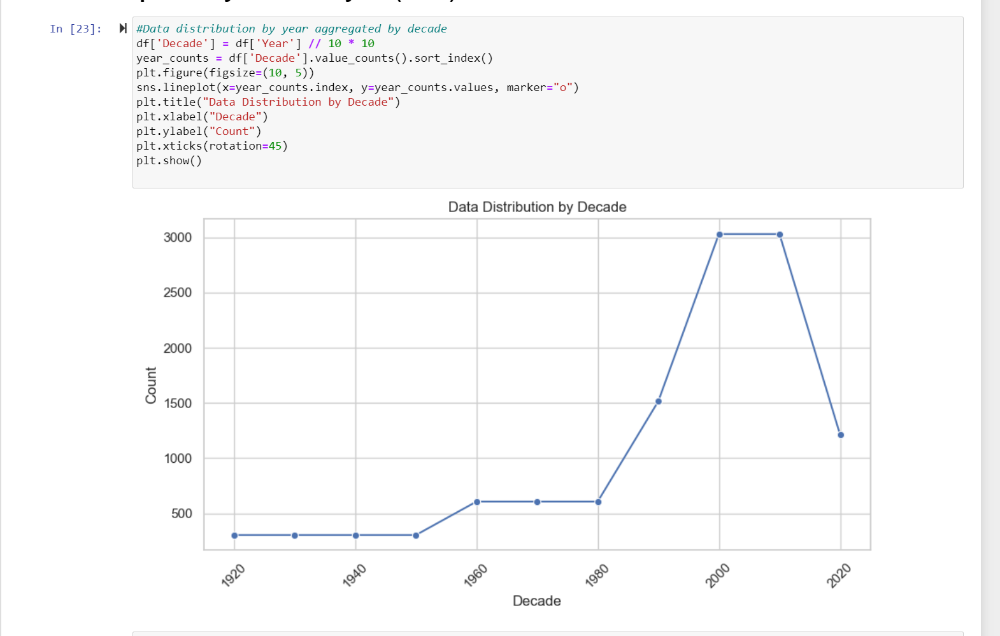 In [23]:
#Data distribution by year aggregated by decade
df['Decade'] = df['Year'] // 10 * 10
year_counts = df['Decade'].value_counts().sort_index()
plt.figure(figsize=(10, 5))
sns.lineplot(x=year_counts.index, y=year_counts.values, marker="o")
plt.title("Data Distribution by Decade")
plt.xlabel("Decade")
plt.ylabel("Count")
plt.xticks(rotation=45)
plt.show()
Data Distribution by Decade
3000
2500
2000
1500
1000
500
Count
1920
1940
1960
1980
2000
2020
Decade